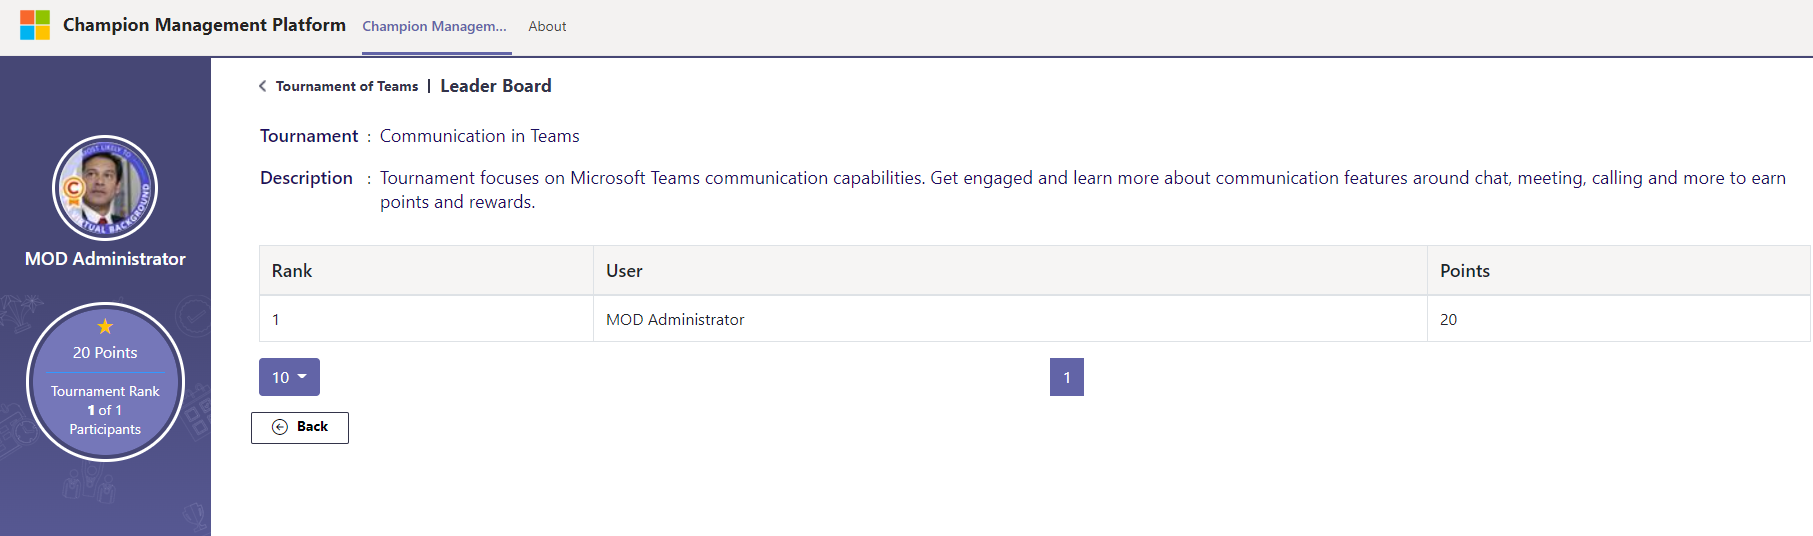 Champion Management Platform
Champion Managem...
About
MOST LIKELY TO
C
VIRTUAL BACKGROUND
MOD Administrator
20 Points
Tournament Rank
1 of 1
Participants
Tournament of Teams | Leader Board
Tournament : Communication in Teams
Description : Tournament focuses on Microsoft Teams communication capabilities. Get engaged and learn more about communication features around chat, meeting, calling and more to earn
points and rewards.
Rank User Points
1 MOD Administrator 20
10 1
Back